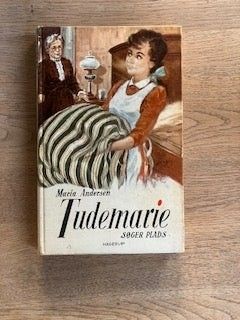 Maria Andersen
Tudemarie
SØGER PLADS
HAGERUP